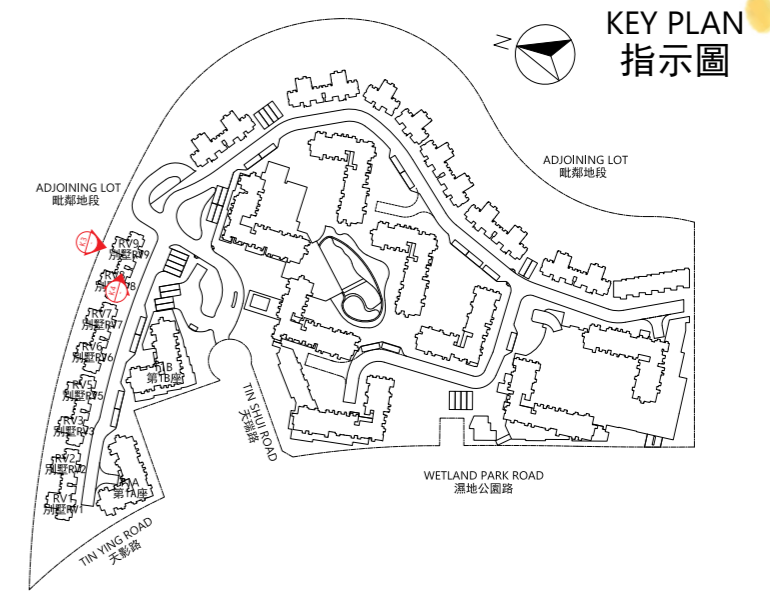 KEY PLAN
指示圖
N
ADJOINING LOT
毗鄰地段
ADJOINING LOT
毗鄰地段
RV9
別墅RV9
RV8
別墅RV8
RV7
別墅RV7
RV6
別墅RV6
RV5
別墅RV5
RV3
別墅RV3
RV2
別墅RV2
RV1
別墅RV1
T1B
第1B座
T1A
第1A座
TIN SHUI ROAD
天瑞路
WETLAND PARK ROAD
濕地公園路
TIN YING ROAD
天影路